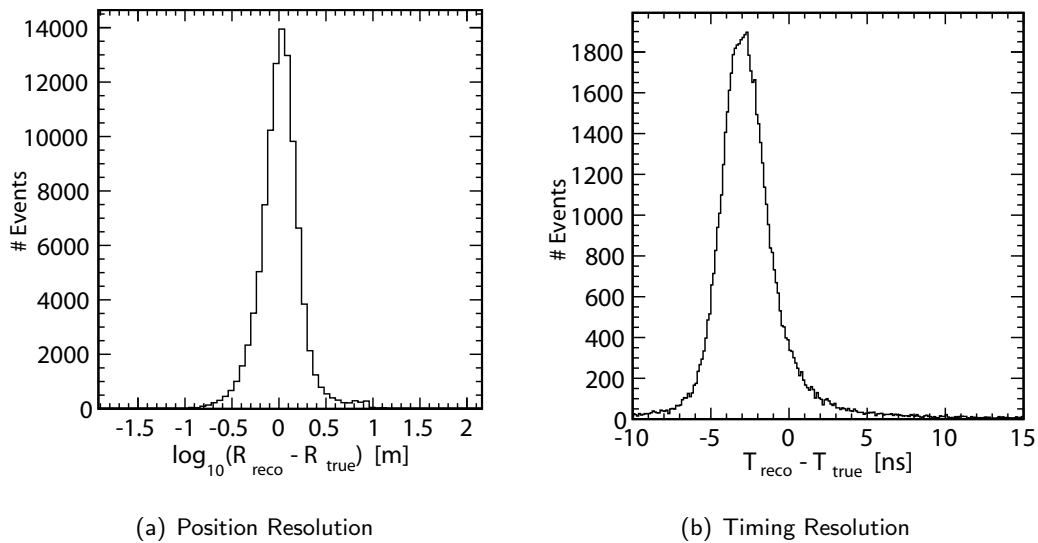 14000
12000
10000
8000
6000
4000
2000
0
# Events
-1.5 -1 -0.5 0 0.5 1 1.5 2
log10(R reco - R true) [m]
(a) Position Resolution
1800
1600
1400
1200
1000
800
600
400
200
0
# Events
-10 -5 0 5 10 15
T reco - T true [ns]
(b) Timing Resolution